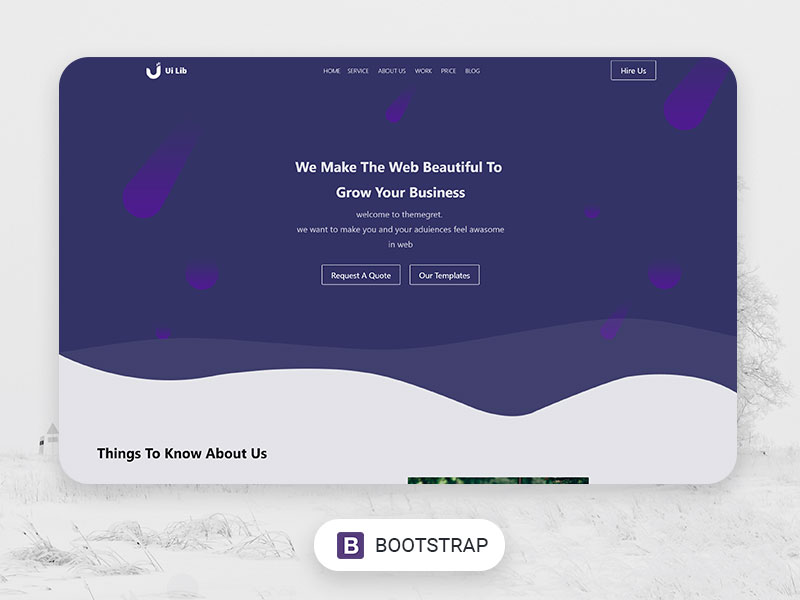 Ui Lib
HOME SERVICE ABOUT US WORK PRICE BLOG
Hire Us
We Make The Web Beautiful To
Grow Your Business
welcome to themegret.
we want to make you and your aduiences feel awasome
in web
Request A Quote
Our Templates
Things To Know About Us
B BOOTSTRAP